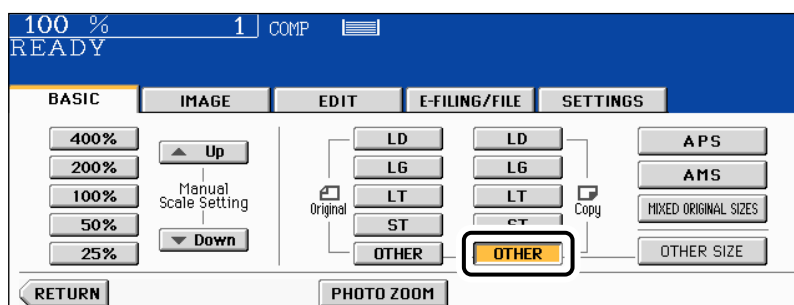 100 % 1 COMP
READY
BASIC IMAGE EDIT E-FILING/FILE SETTINGS
400% LD LD APS
Up
200% LG LG AMS
100% Manual Scale Setting Original LT LT Copy MIXED ORIGINAL SIZES
50% ST ST
Down
25% OTHER OTHER OTHER SIZE
RETURN PHOTO ZOOM